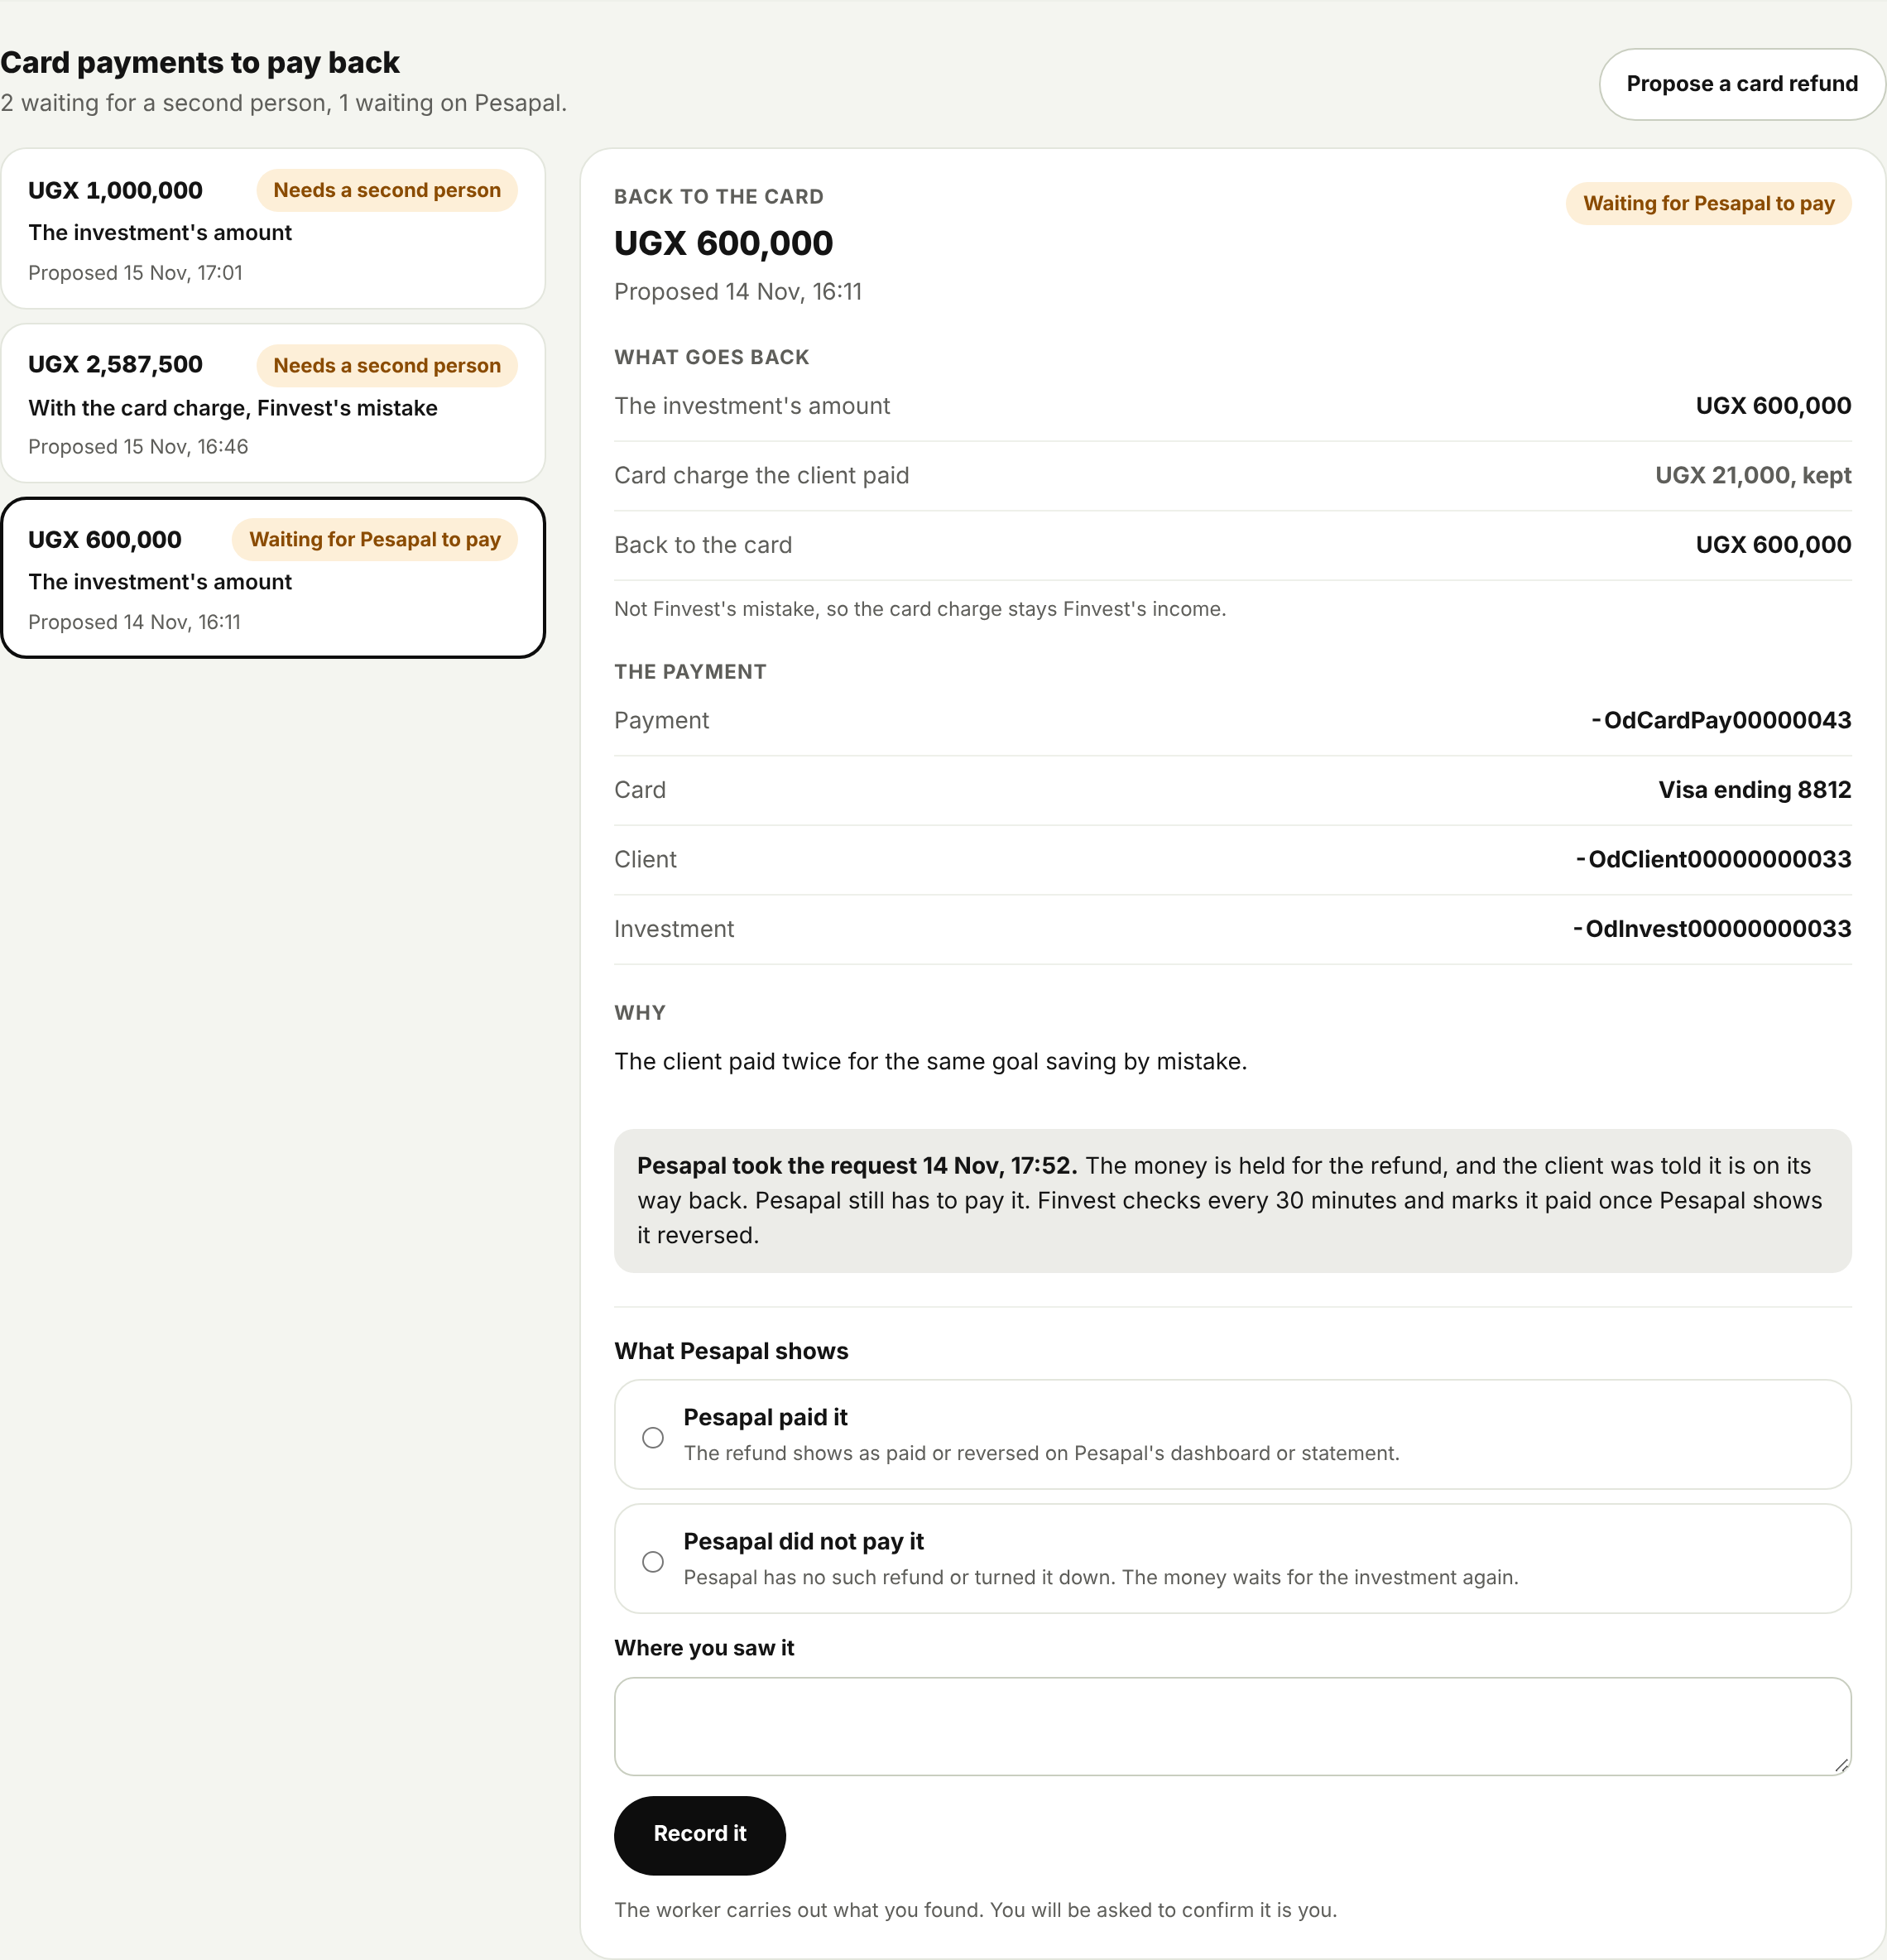 Card payments to pay back
2 waiting for a second person, 1 waiting on Pesapal.
Propose a card refund
UGX 1,000,000
Needs a second person
The investment's amount
Proposed 15 Nov, 17:01
UGX 2,587,500
Needs a second person
With the card charge, Finvest's mistake
Proposed 15 Nov, 16:46
UGX 600,000
Waiting for Pesapal to pay
The investment's amount
Proposed 14 Nov, 16:11
BACK TO THE CARD
Waiting for Pesapal to pay
UGX 600,000
Proposed 14 Nov, 16:11
WHAT GOES BACK
The investment's amount UGX 600,000
Card charge the client paid UGX 21,000, kept
Back to the card UGX 600,000
Not Finvest's mistake, so the card charge stays Finvest's income.
THE PAYMENT
Payment -OdCardPay00000043
Card Visa ending 8812
Client -OdClient00000000033
Investment -OdInvest00000000033
WHY
The client paid twice for the same goal saving by mistake.
Pesapal took the request 14 Nov, 17:52. The money is held for the refund, and the client was told it is on its
way back. Pesapal still has to pay it. Finvest checks every 30 minutes and marks it paid once Pesapal shows
it reversed.
What Pesapal shows
Pesapal paid it
The refund shows as paid or reversed on Pesapal's dashboard or statement.
Pesapal did not pay it
Pesapal has no such refund or turned it down. The money waits for the investment again.
Where you saw it
Record it
The worker carries out what you found. You will be asked to confirm it is you.